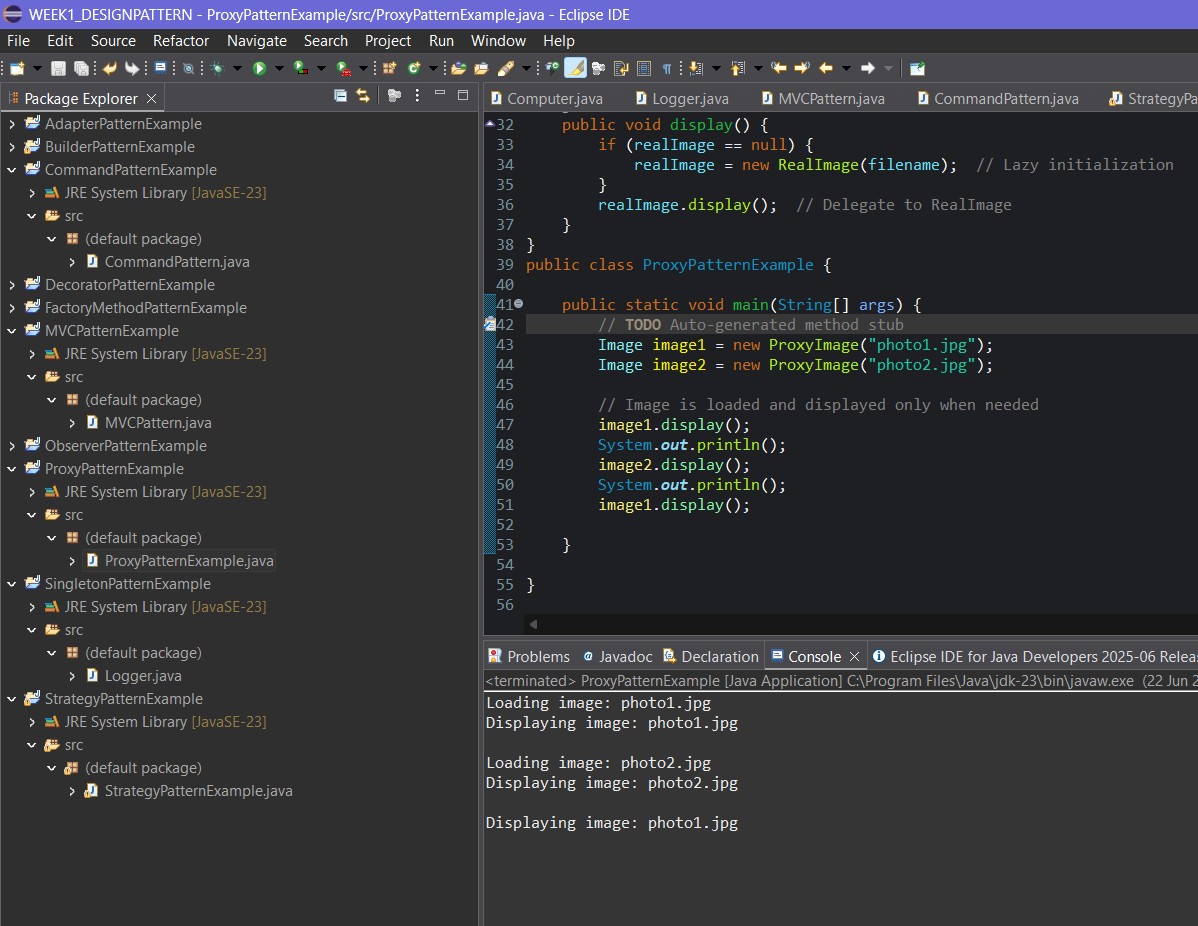 WEEK1_DESIGNPATTERN - ProxyPatternExample/src/ProxyPatternExample.java - Eclipse IDE
File Edit Source Refactor Navigate Search Project Run Window Help
Package Explorer
AdapterPatternExample
BuilderPatternExample
CommandPatternExample
JRE System Library [JavaSE-23]
src
(default package)
CommandPattern.java
DecoratorPatternExample
FactoryMethodPatternExample
MVCPatternExample
JRE System Library [JavaSE-23]
src
(default package)
MVCPattern.java
ObserverPatternExample
ProxyPatternExample
JRE System Library [JavaSE-23]
src
(default package)
ProxyPatternExample.java
SingletonPatternExample
JRE System Library [JavaSE-23]
src
(default package)
Logger.java
StrategyPatternExample
JRE System Library [JavaSE-23]
src
(default package)
StrategyPatternExample.java
Computer.java Logger.java MVCPattern.java CommandPattern.java StrategyPa
32 public void display() {
33 if (realImage == null) {
34 realImage = new RealImage(filename); // Lazy initialization
35 }
36 realImage.display(); // Delegate to RealImage
37 }
38 }
39 public class ProxyPatternExample {
40
41 public static void main(String[] args) {
42 // TODO Auto-generated method stub
43 Image image1 = new ProxyImage("photo1.jpg");
44 Image image2 = new ProxyImage("photo2.jpg");
45
46 // Image is loaded and displayed only when needed
47 image1.display();
48 System.out.println();
49 image2.display();
50 System.out.println();
51 image1.display();
52
53 }
54
55 }
56
Problems Javadoc Declaration Console Eclipse IDE for Java Developers 2025-06 Relea
<terminated> ProxyPatternExample [Java Application] C:\Program Files\Java\jdk-23\bin\javaw.exe (22 Jun 2
Loading image: photo1.jpg
Displaying image: photo1.jpg
Loading image: photo2.jpg
Displaying image: photo2.jpg
Displaying image: photo1.jpg